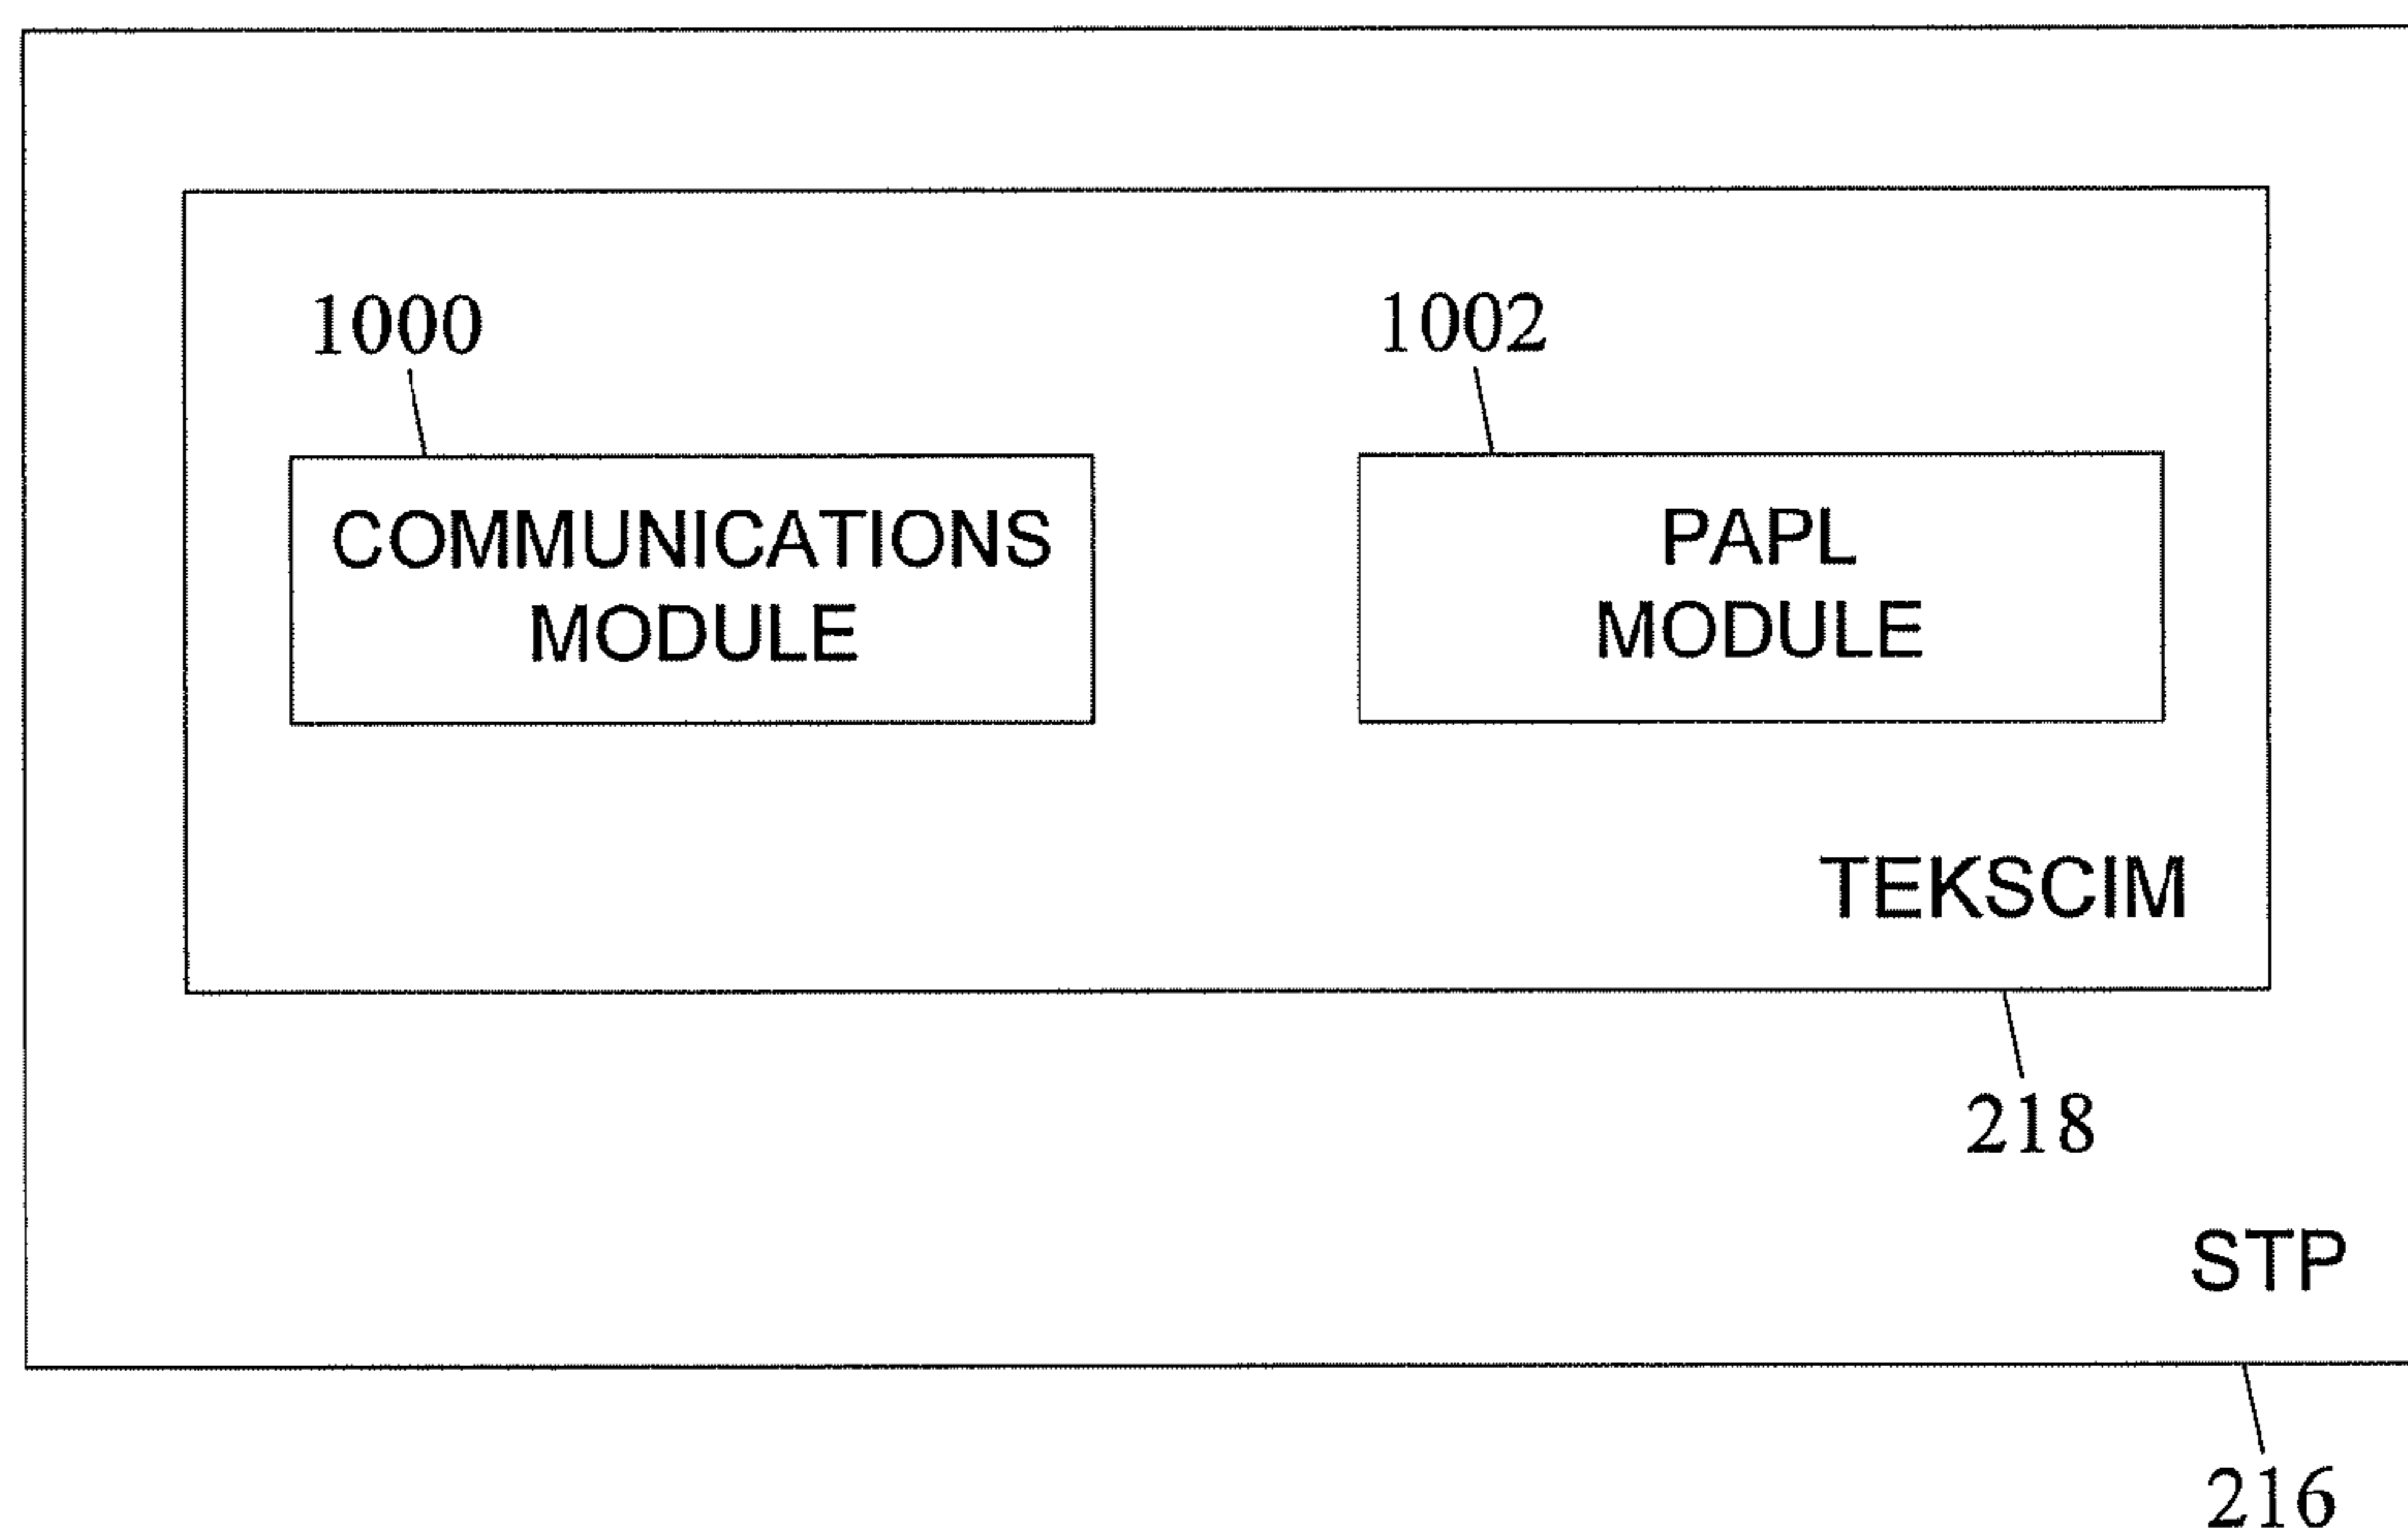 1000
1002
COMMUNICATIONS
MODULE
PAPL
MODULE
TEKSCIM
218
STP
216